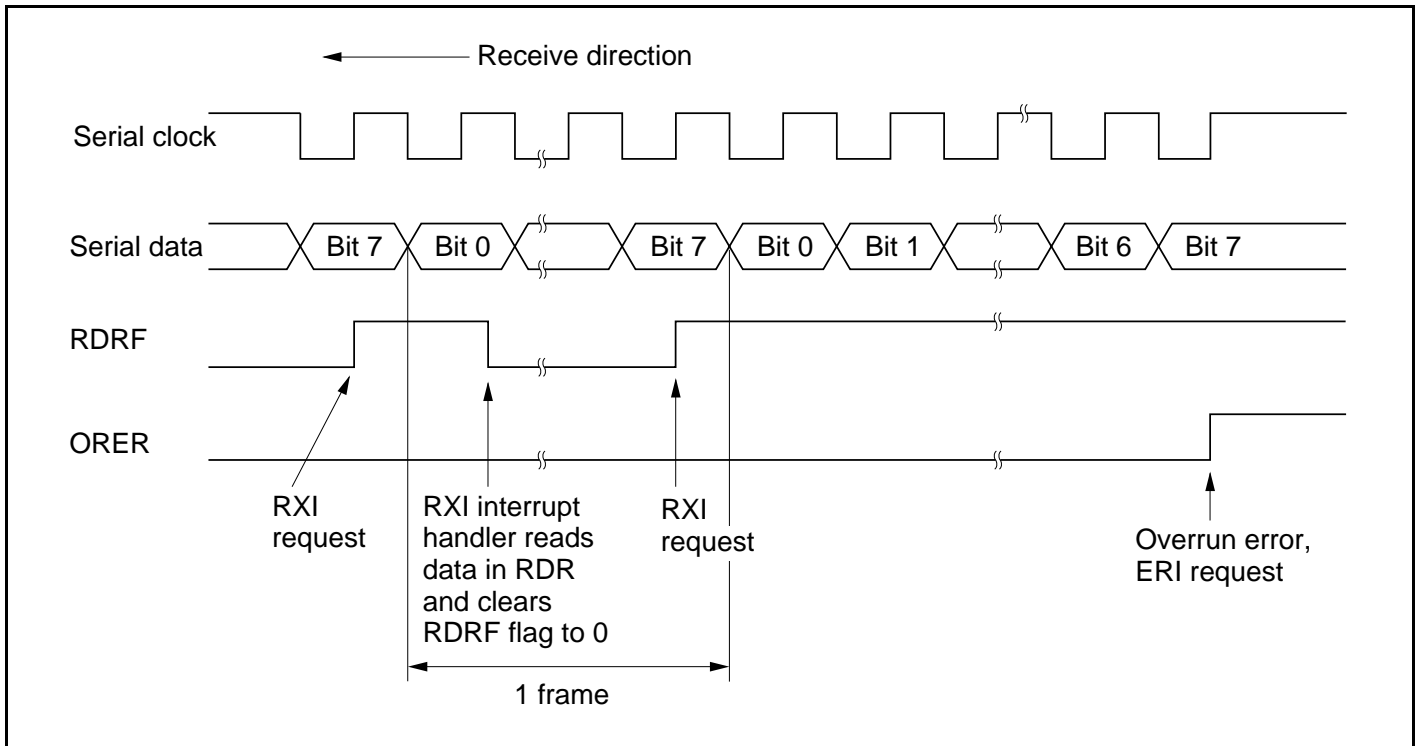 Receive direction
Serial clock
Serial data
Bit 7
Bit 0
Bit 7
Bit 0
Bit 1
Bit 6
Bit 7
RDRF
ORER
RXI
request
RXI interrupt
handler reads
data in RDR
and clears
RDRF flag to 0
RXI
request
Overrun error,
ERI request
1 frame